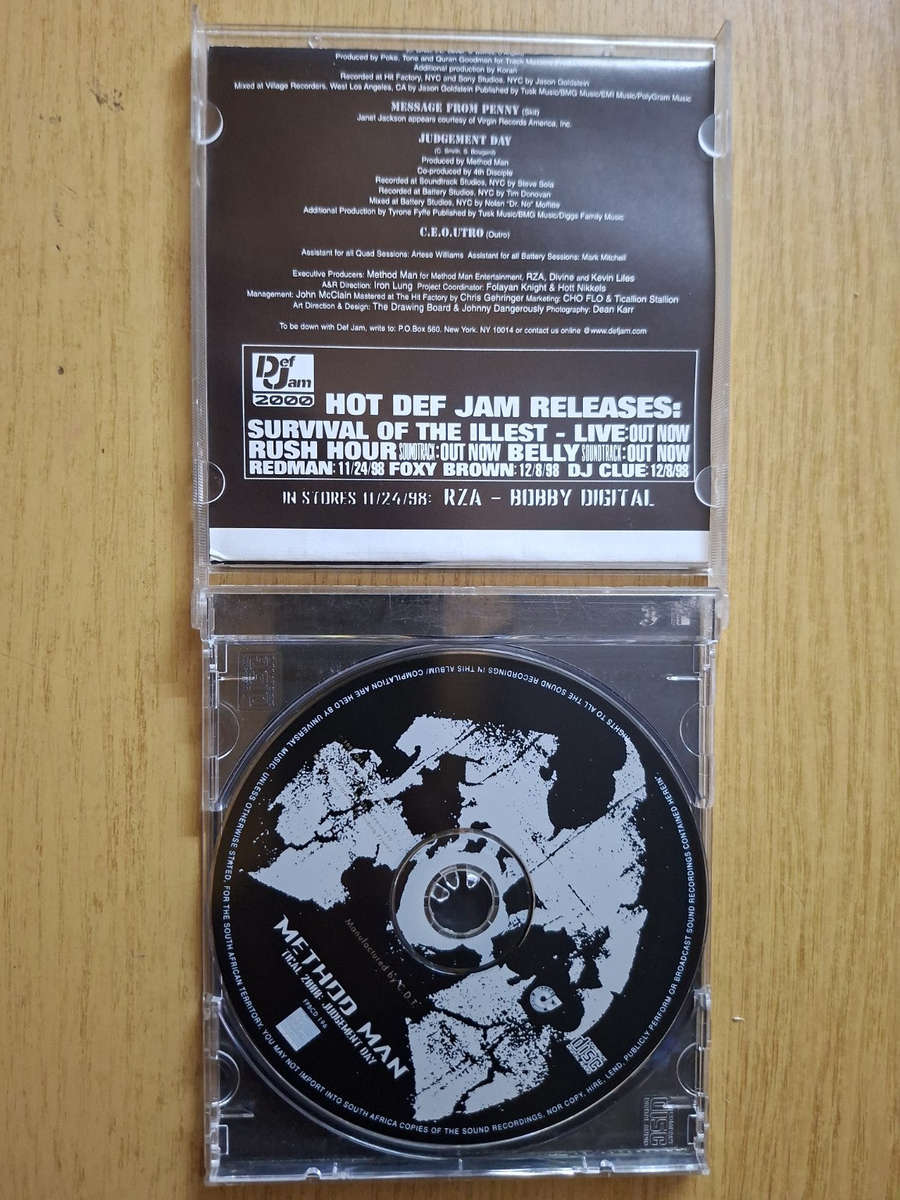 Produced by Poke, Tone and Quran Goodman for Track Masters
Additional production by Korah
Recorded at Hit Factory, NYC and Sony Studios, NYC by Jason Goldstein
Mixed at Village Recorders, West Los Angeles, CA by Jason Goldstein Published by Tusk Music/BMG Music/EMI Music/PolyGram Music
MESSAGE FROM PENNY (Skit)
Janet Jackson appears courtesy of Virgin Records America, Inc.
JUDGEMENT DAY
(C. Smith, S. Bougard)
Produced by Method Man
Co-produced by 4th Disciple
Recorded at Soundtrack Studios, NYC by Steve Sola
Recorded at Battery Studios, NYC by Tim Donovan
Mixed at Battery Studios, NYC by Nolan "Dr. No" Moffitte
Additional Production by Tyrone Fyffe Published by Tusk Music/BMG Music/Diggs Family Music
C.E.O.UTRO (Outro)
Assistant for all Quad Sessions: Artese Williams Assistant for all Battery Sessions: Mark Mitchell
Executive Producers: Method Man for Method Man Entertainment, RZA, Divine and Kevin Liles
A&R Direction: Iron Lung Project Coordinator: Folayan Knight & Hott Nikkels
Management: John McClain Mastered at The Hit Factory by Chris Gehringer Marketing: CHO FLO & Ticallion Stallion
Art Direction & Design: The Drawing Board & Johnny Dangerously Photography: Dean Karr
To be down with Def Jam, write to: P.O.Box 560. New York. NY 10014 or contact us online @www.defjam.com
Def Jam 2000
HOT DEF JAM RELEASES:
SURVIVAL OF THE ILLEST - LIVE: OUT NOW
RUSH HOUR SOUNDTRACK: OUT NOW BELLY SOUNDTRACK: OUT NOW
REDMAN: 11/24/98 FOXY BROWN: 12/8/98 DJ CLUE: 12/8/98
IN STORES 11/24/98: RZA - BOBBY DIGITAL
RIGHTS TO ALL THE SOUND RECORDINGS IN THIS ALBUM/ COMPILATION ARE HELD BY UNIVERSAL MUSIC. UNLESS OTHERWISE STATED, FOR THE SOUTH AFRICAN TERRITORY, YOU MAY NOT IMPORT INTO SOUTH AFRICA COPIES OF THE SOUND RECORDINGS, NOR COPY, HIRE, LEND, PUBLICLY PERFORM OR BROADCAST SOUND RECORDINGS CONTAINED HEREIN.
Manufactured by C.D.T.
METHOD MAN
TICAL 2000: JUDGEMENT DAY
DISC
DISC